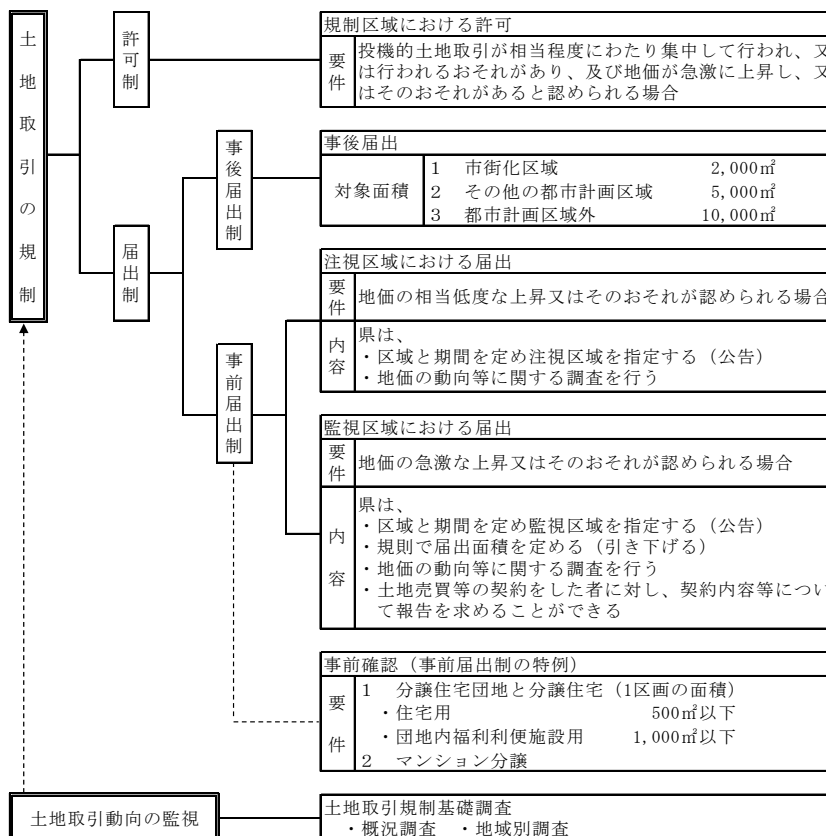 土地取引の規制
許可制
規制区域における許可
要件
投機的土地取引が相当程度にわたり集中して行われ、又
は行われるおそれがあり、及び地価が急激に上昇し、又
はそのおそれがあると認められる場合
届出制
事後届出制
事後届出
対象面積
1 市街化区域 2,000㎡
2 その他の都市計画区域 5,000㎡
3 都市計画区域外 10,000㎡
事前届出制
注視区域における届出
要件
地価の相当低度な上昇又はそのおそれが認められる場合
内容
県は、
・区域と期間を定め注視区域を指定する（公告）
・地価の動向等に関する調査を行う
監視区域における届出
要件
地価の急激な上昇又はそのおそれが認められる場合
内容
県は、
・区域と期間を定め監視区域を指定する（公告）
・規則で届出面積を定める（引き下げる）
・地価の動向等に関する調査を行う
・土地売買等の契約をした者に対し、契約内容等につい
て報告を求めることができる
事前確認（事前届出制の特例）
要件
1 分譲住宅団地と分譲住宅（1区画の面積）
・住宅用 500㎡以下
・団地内福利利便施設用 1,000㎡以下
2 マンション分譲
土地取引動向の監視
土地取引規制基礎調査
・概況調査 ・地域別調査